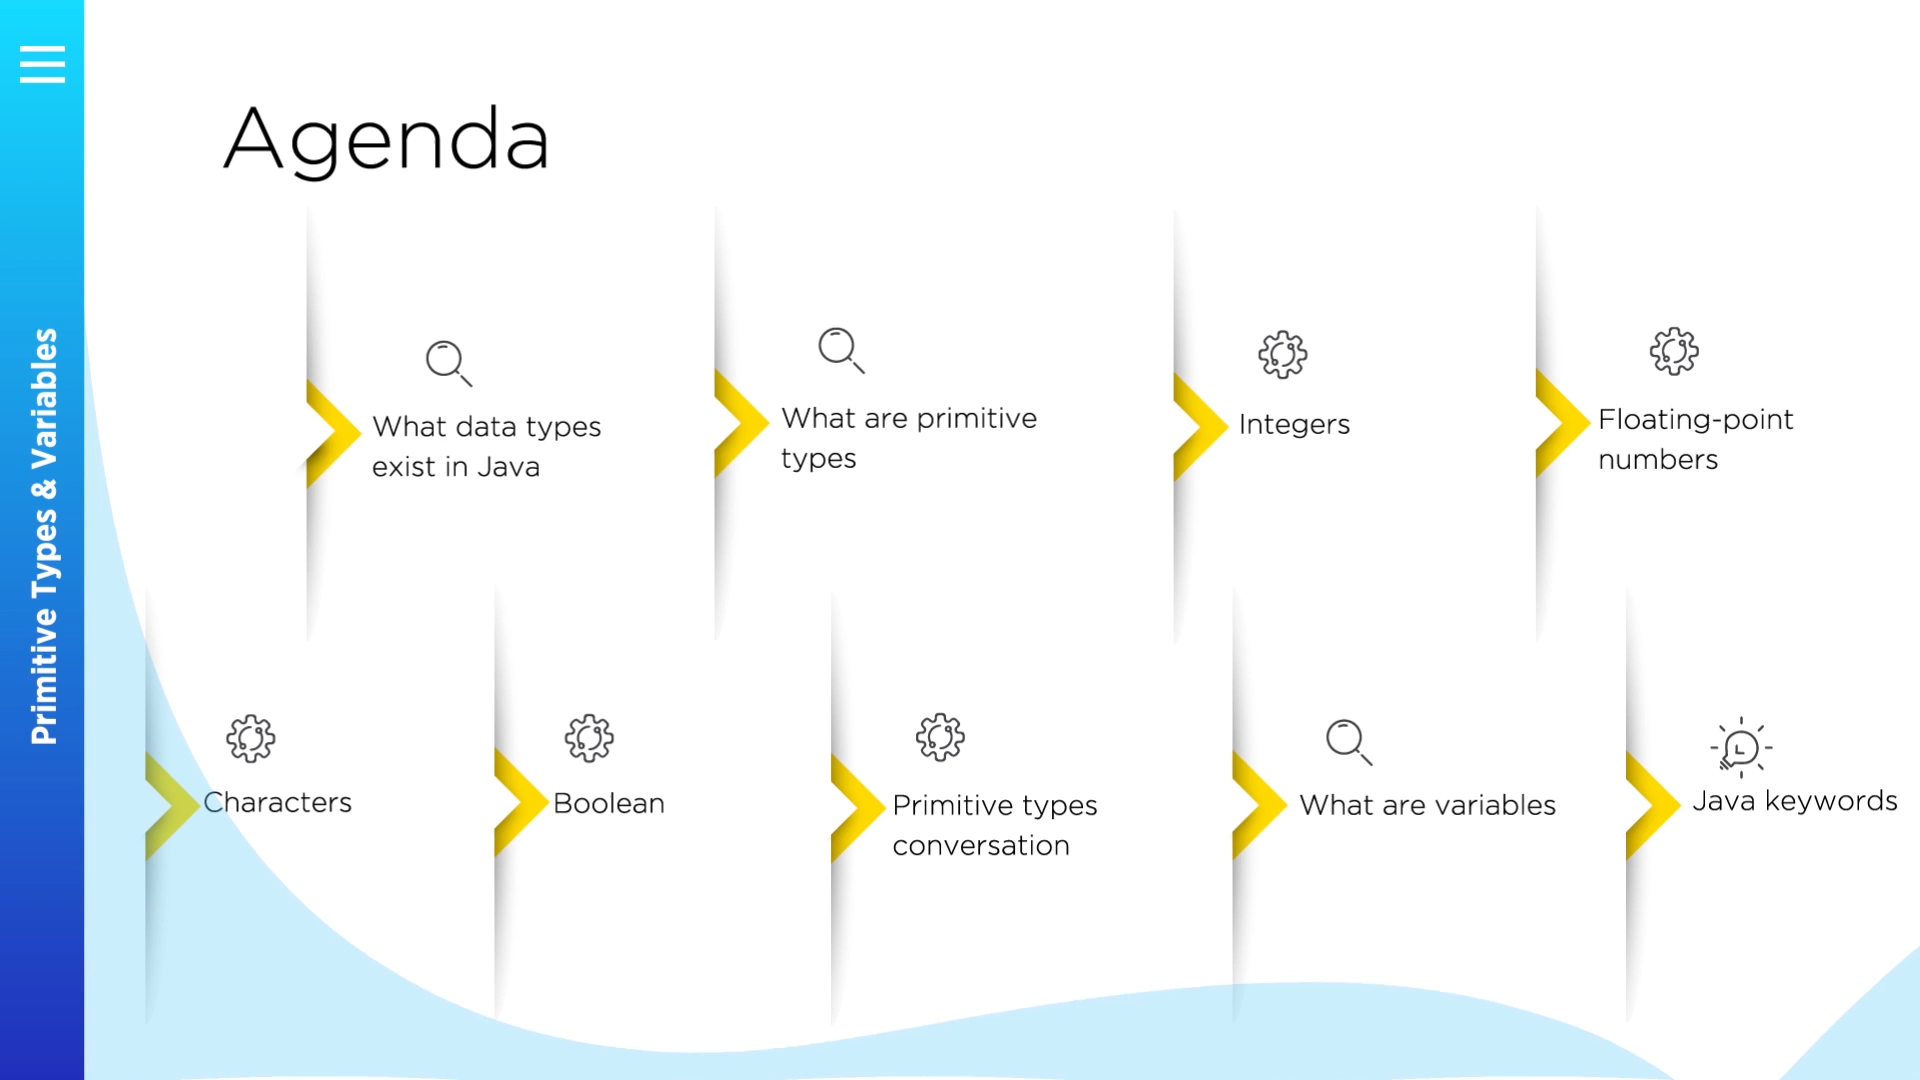 Primitive Types & Variables
Agenda
What data types
exist in Java
What are primitive
types
Integers
Floating-point
numbers
Characters
Boolean
Primitive types
conversation
What are variables
Java keywords